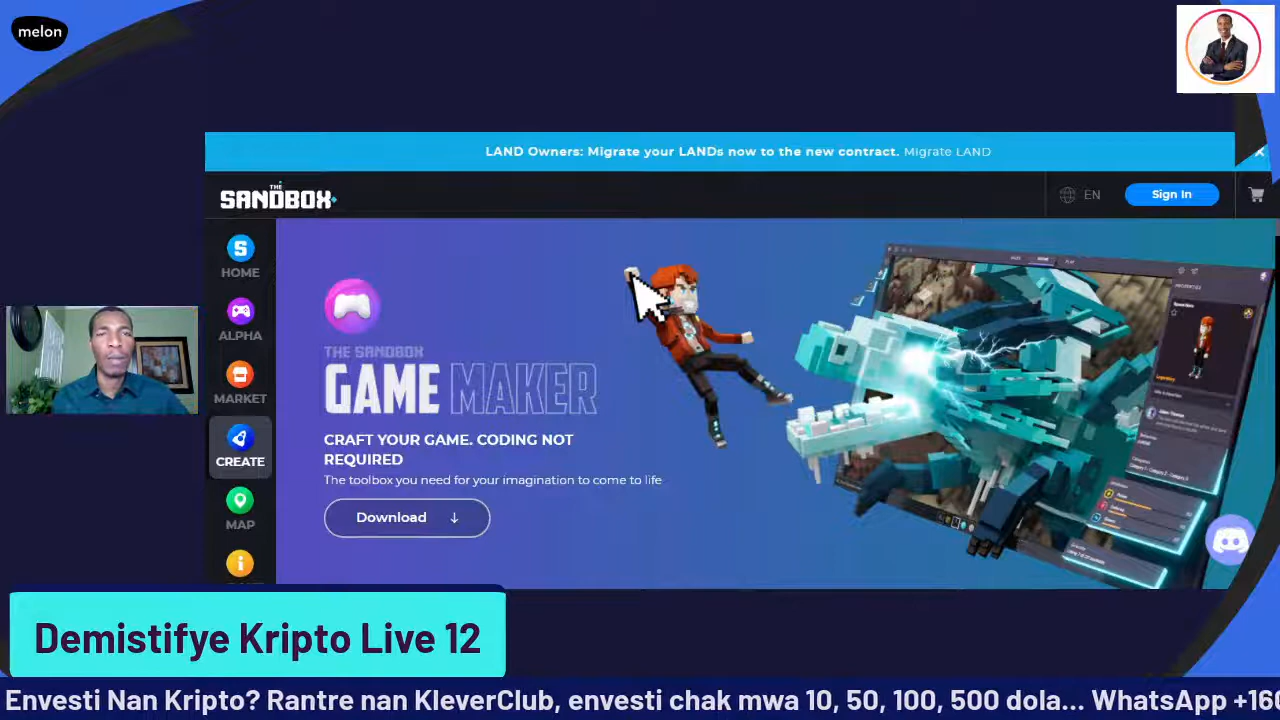 melon
LAND Owners: Migrate your LANDs now to the new contract. Migrate LAND
THE
SANDBOX
EN
Sign In
HOME
ALPHA
MARKET
CREATE
MAP
THE SANDBOX
GAME MAKER
CRAFT YOUR GAME. CODING NOT
REQUIRED
The toolbox you need for your imagination to come to life
Download
Demistifye Kripto Live 12
Envesti Nan Kripto? Rantre nan KleverClub, envesti chak mwa 10, 50, 100, 500 dola... WhatsApp +16